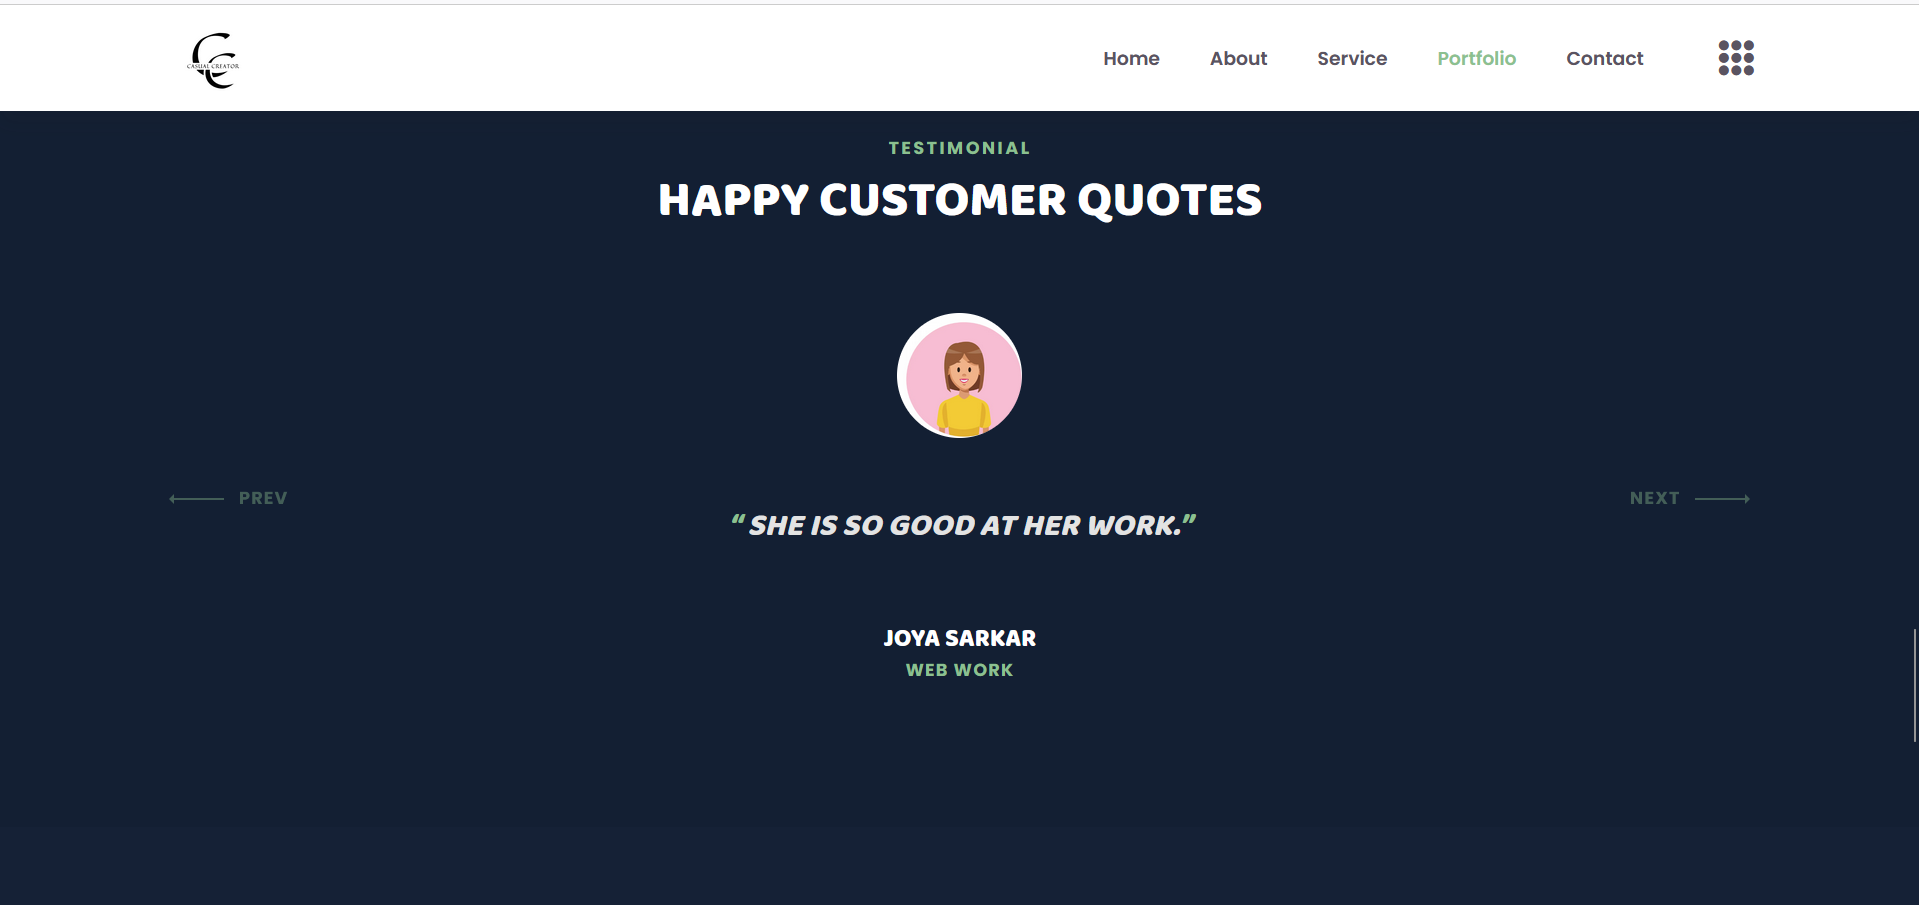 CASUAL CREATOR
Home About Service Portfolio Contact
TESTIMONIAL
HAPPY CUSTOMER QUOTES
PREV
NEXT
“ SHE IS SO GOOD AT HER WORK.”
JOYA SARKAR
WEB WORK